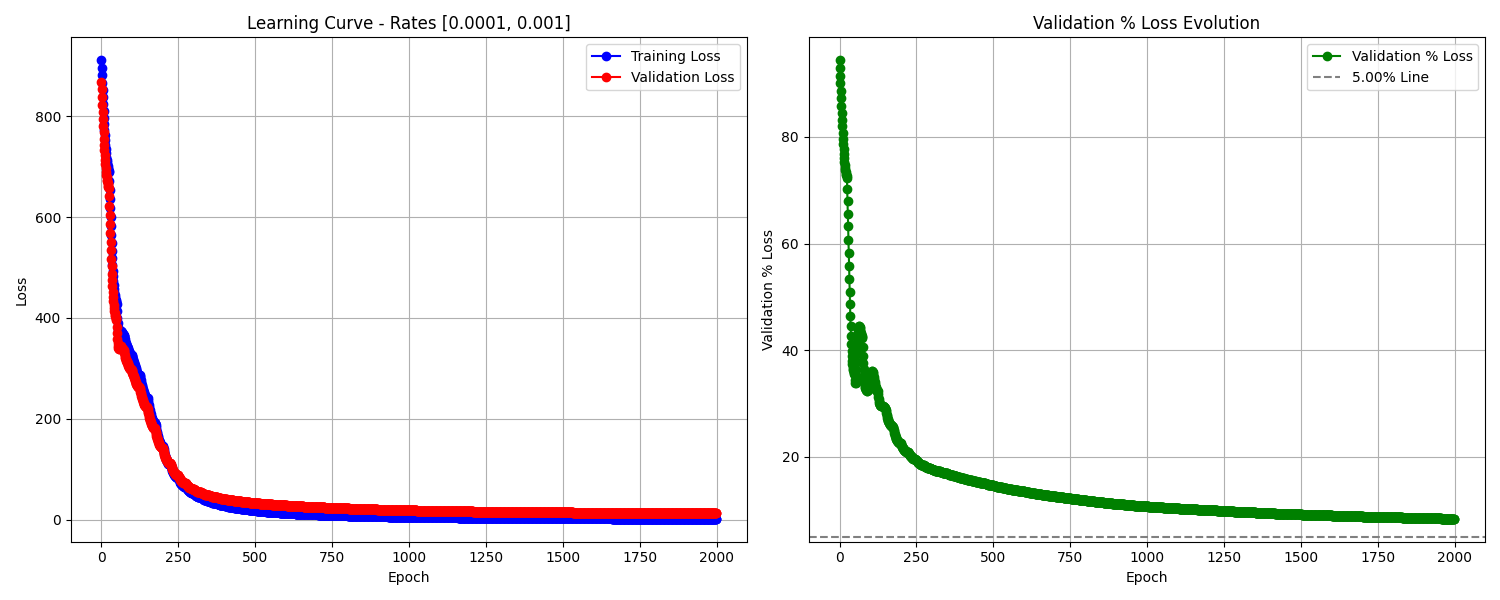 Learning Curve - Rates [0.0001, 0.001]
Training Loss
Validation Loss
800
600
400
200
0
Loss
0 250 500 750 1000 1250 1500 1750 2000
Epoch
Validation % Loss Evolution
Validation % Loss
5.00% Line
80
60
40
20
Validation % Loss
0 250 500 750 1000 1250 1500 1750 2000
Epoch